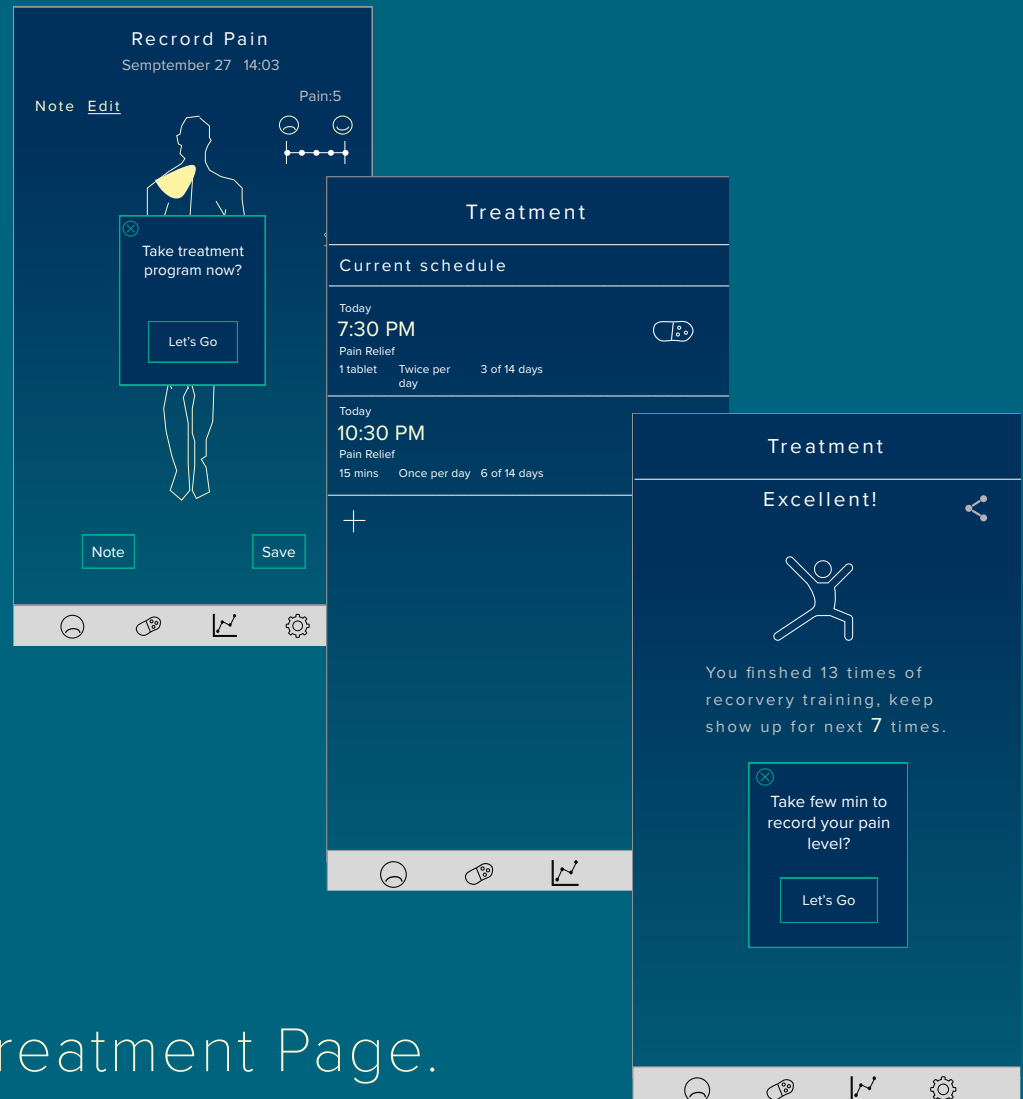 Recrord Pain
Semptember 27 14:03
Note Edit
Pain:5
Take treatment
program now?
Let's Go
Note
Save
Treatment
Current schedule
Today
7:30 PM
Pain Relief
1 tablet Twice per day 3 of 14 days
Today
10:30 PM
Pain Relief
15 mins Once per day 6 of 14 days
Treatment
Excellent!
You finshed 13 times of
recorvery training, keep
show up for next 7 times.
Take few min to
record your pain
level?
Let's Go
reatment Page.